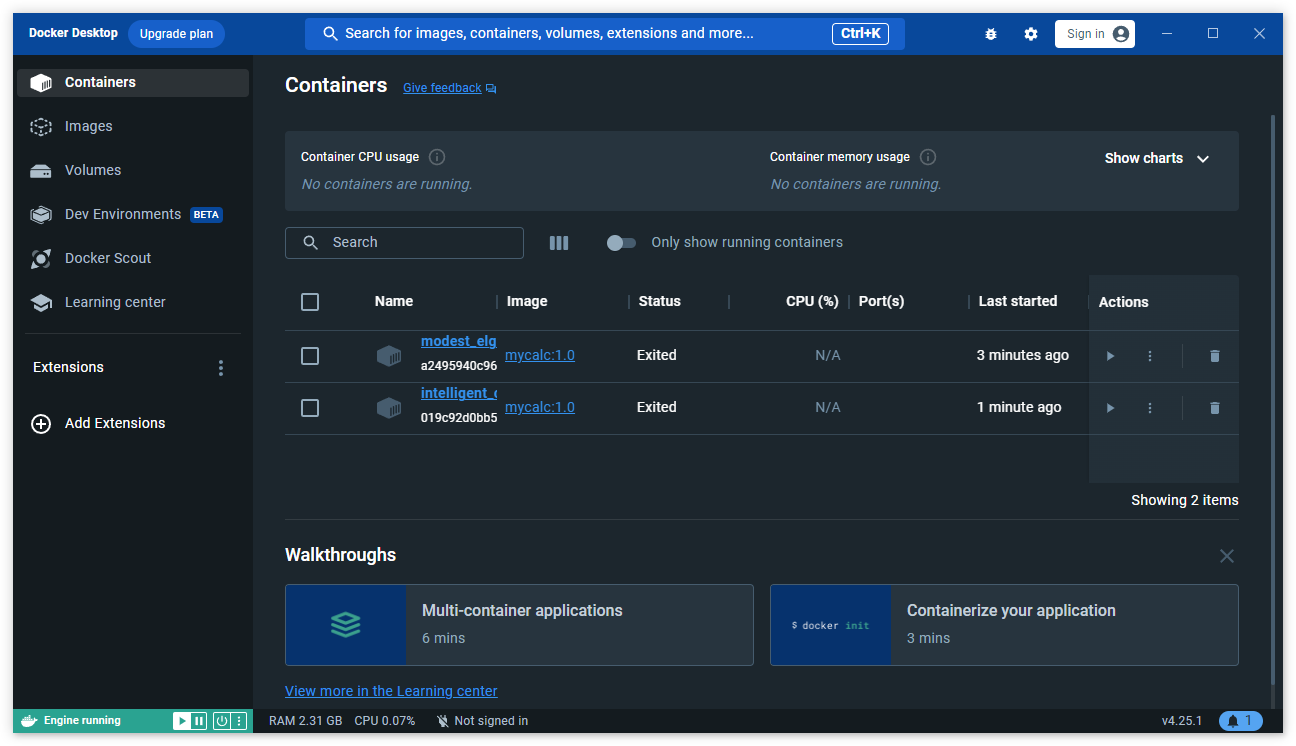 Docker Desktop Upgrade plan Search for images, containers, volumes, extensions and more... Ctrl+K Sign in
Containers
Images
Volumes
Dev Environments BETA
Docker Scout
Learning center
Extensions
Add Extensions
Containers Give feedback
Container CPU usage
No containers are running.
Container memory usage
No containers are running.
Show charts
Search
Only show running containers
Name Image Status CPU (%) Port(s) Last started Actions
modest_elg
a2495940c96
mycalc:1.0 Exited N/A 3 minutes ago
intelligent_c
019c92d0bb5
mycalc:1.0 Exited N/A 1 minute ago
Showing 2 items
Walkthroughs
Multi-container applications
6 mins
$ docker init
Containerize your application
3 mins
View more in the Learning center
Engine running RAM 2.31 GB CPU 0.07% Not signed in v4.25.1 1